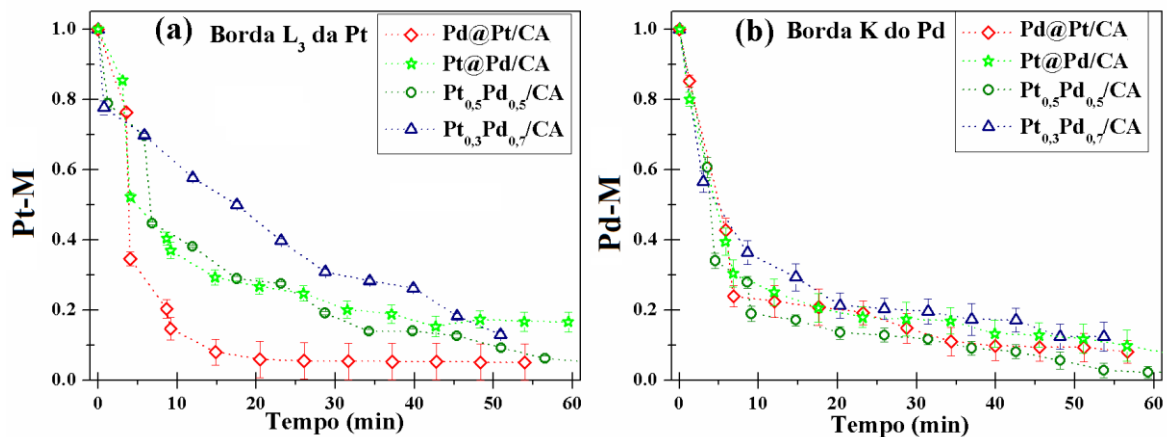 (a) Borda L3 da Pt
Pd@Pt/CA
Pt@Pd/CA
Pt0,5Pd0,5/CA
Pt0,3Pd0,7/CA
Pt-M
1.0
0.8
0.6
0.4
0.2
0.0
0 10 20 30 40 50 60
Tempo (min)
(b) Borda K do Pd
Pd@Pt/CA
Pt@Pd/CA
Pt0,5Pd0,5/CA
Pt0,3Pd0,7/CA
Pd-M
1.0
0.8
0.6
0.4
0.2
0.0
0 10 20 30 40 50 60
Tempo (min)